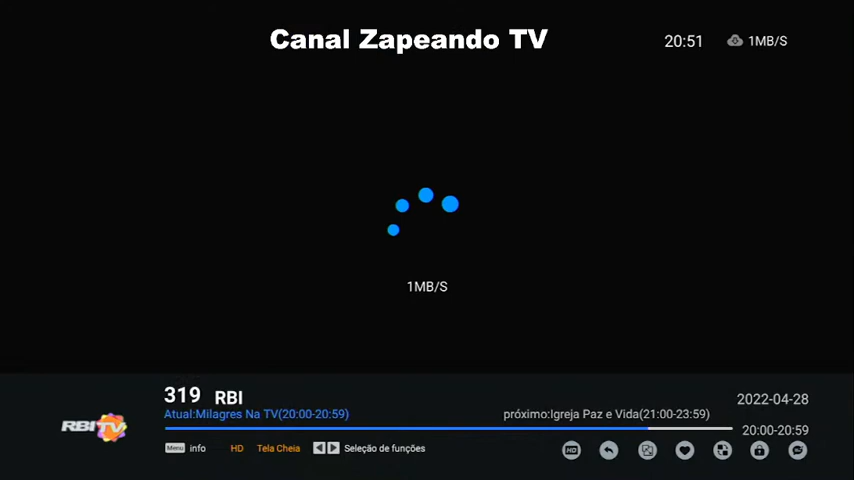 Canal Zapeando TV
20:51
1MB/S
1MB/S
319 RBI
2022-04-28
Atual:Milagres Na TV(20:00-20:59)
próximo:Igreja Paz e Vida(21:00-23:59)
RBI TV
20:00-20:59
Menu info HD Tela Cheia Seleção de funções
HD